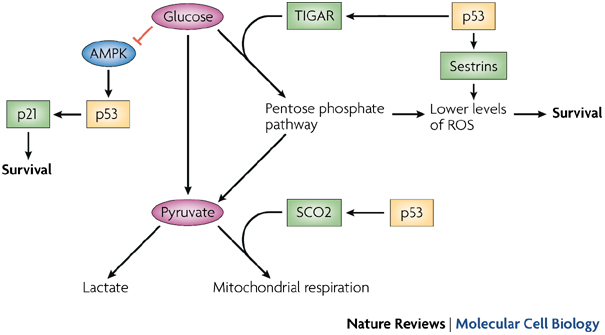 Glucose
TIGAR
p53
AMPK
Sestrins
p21
p53
Pentose phosphate
pathway
Lower levels
of ROS
Survival
Survival
Pyruvate
SCO2
p53
Lactate
Mitochondrial respiration
Nature Reviews | Molecular Cell Biology